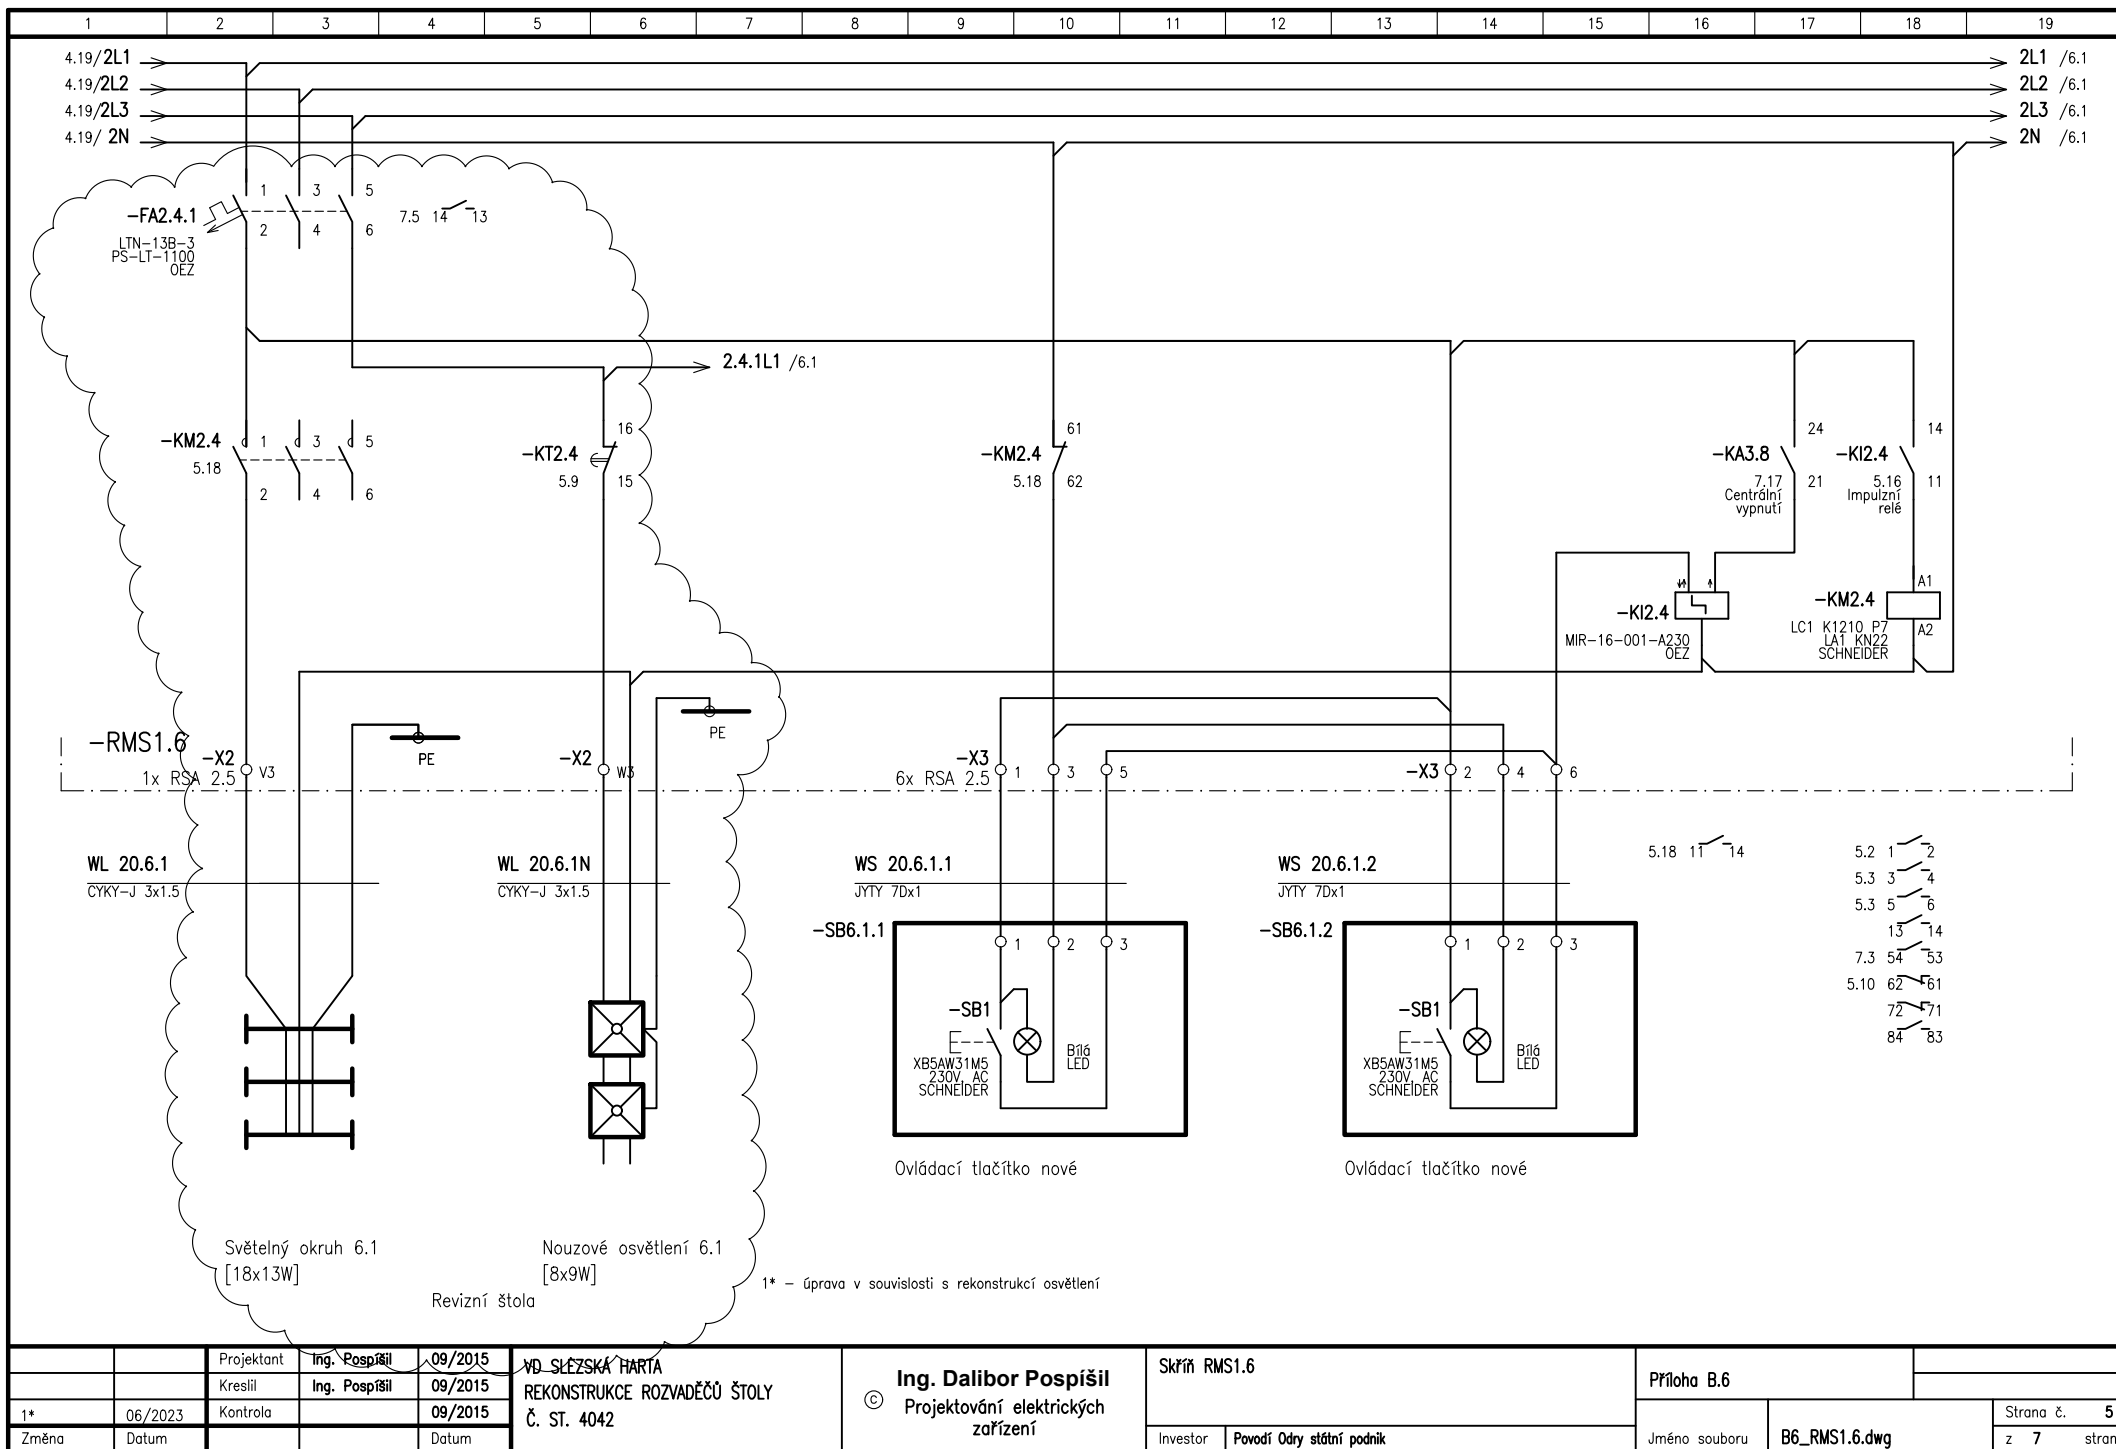 1 2 3 4 5 6 7 8 9 10 11 12 13 14 15 16 17 18 19
4.19/2L1
2L1 /6.1
4.19/2L2
2L2 /6.1
4.19/2L3
2L3 /6.1
4.19/ 2N
2N /6.1
1 3 5
-FA2.4.1
7.5 14 13
2 4 6
LTN-13B-3
PS-LT-1100
OEZ
2.4.1L1 /6.1
-KM2.4 1 3 5
5.18
2 4 6
16
-KT2.4
5.9 15
61
-KM2.4
5.18 62
24
-KA3.8
7.17 21
Centrální
vypnutí
14
-KI2.4
5.16 11
Impulzní
relé
-KI2.4
MIR-16-001-A230
OEZ
A1
-KM2.4
LC1 K1210 P7
LA1 KN22
SCHNEIDER
A2
PE
PE
-RMS1.6
-X2 V3
1x RSA 2.5
-X2 W3
-X3 1 3 5
6x RSA 2.5
-X3 2 4 6
WL 20.6.1
CYKY-J 3x1.5
WL 20.6.1N
CYKY-J 3x1.5
WS 20.6.1.1
JYTY 7Dx1
WS 20.6.1.2
JYTY 7Dx1
5.18 11 14
5.2 1 2
5.3 3 4
5.3 5 6
13 14
7.3 54 53
5.10 62 61
72 71
84 83
-SB6.1.1
1 2 3
-SB1
XB5AW31M5
230V, AC
SCHNEIDER
Bílá
LED
-SB6.1.2
1 2 3
-SB1
XB5AW31M5
230V, AC
SCHNEIDER
Bílá
LED
Ovládací tlačítko nové
Ovládací tlačítko nové
Světelný okruh 6.1
[18x13W]
Nouzové osvětlení 6.1
[8x9W]
Revizní štola
1* - úprava v souvislosti s rekonstrukcí osvětlení
Projektant Ing. Pospíšil 09/2015
Kreslil Ing. Pospíšil 09/2015
1* 06/2023 Kontrola 09/2015
Změna Datum Datum
VD SLEZSKÁ HARTA
REKONSTRUKCE ROZVADĚČŮ ŠTOLY
Č. ST. 4042
© Ing. Dalibor Pospíšil
Projektování elektrických
zařízení
Skříň RMS1.6
Investor Povodí Odry státní podnik
Příloha B.6
Jméno souboru B6_RMS1.6.dwg
Strana č. 5
z 7 stran